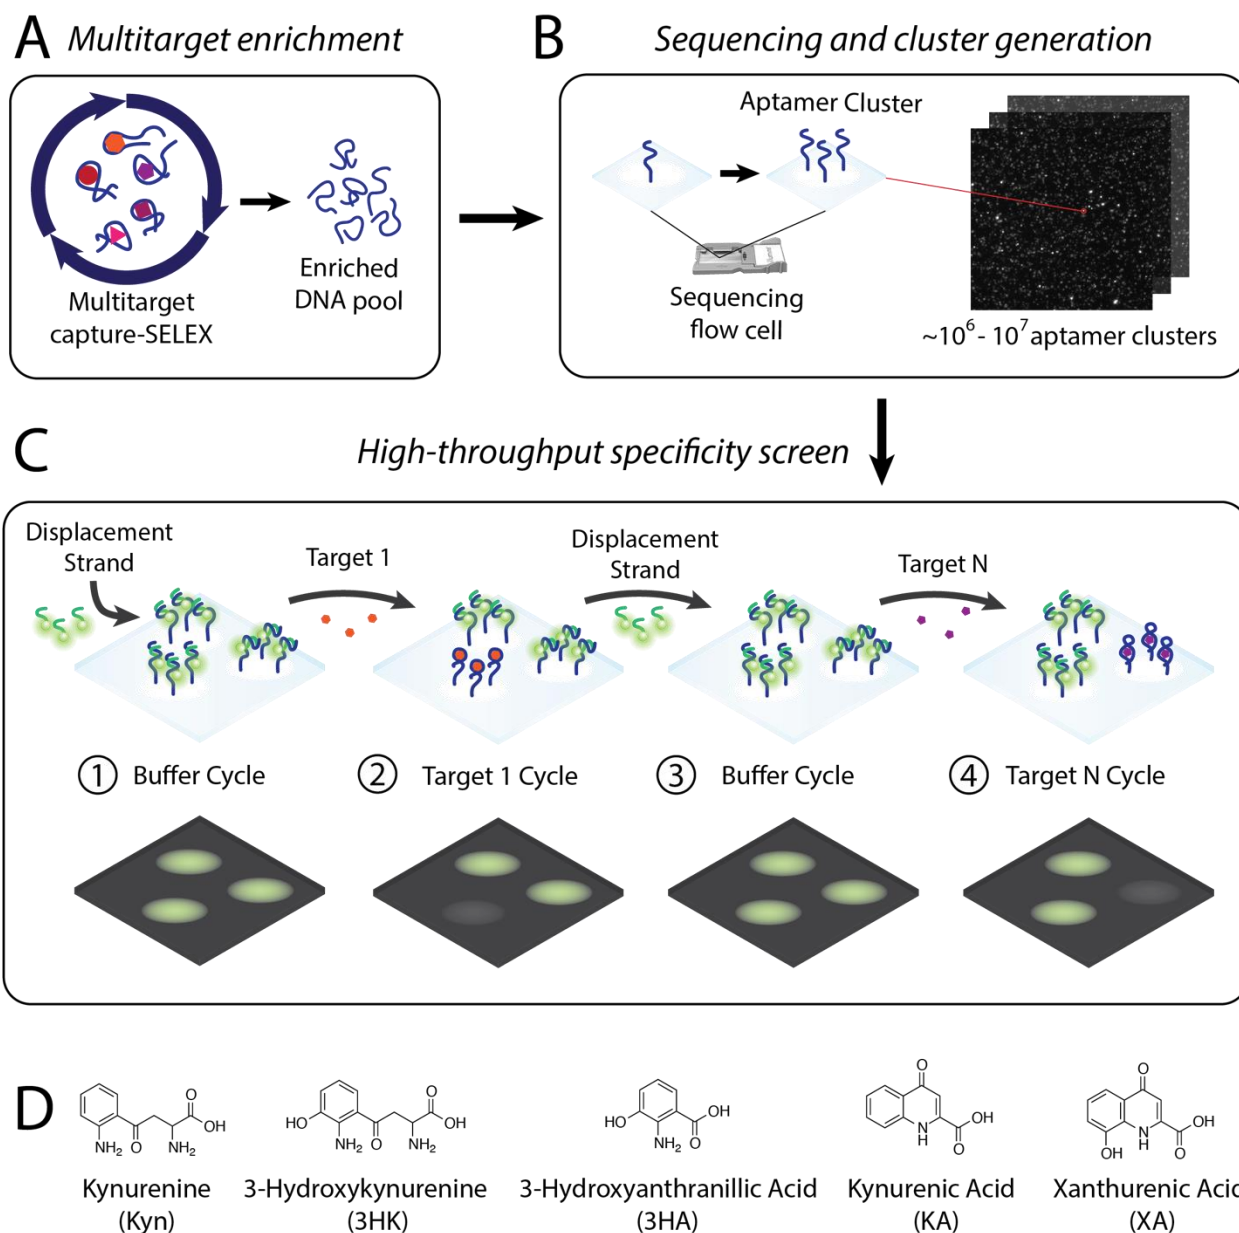 A Multitarget enrichment
B Sequencing and cluster generation
Multitarget
capture-SELEX
Enriched
DNA pool
Aptamer Cluster
Sequencing
flow cell
~10⁶- 10⁷ aptamer clusters
C High-throughput specificity screen
Displacement
Strand
Target 1
Displacement
Strand
Target N
1 Buffer Cycle
2 Target 1 Cycle
3 Buffer Cycle
4 Target N Cycle
D
O
OH
NH₂
O
NH₂
HO
O
OH
NH₂
O
NH₂
HO
OH
NH₂
O
O
OH
N
H
O
O
OH
OH
N
H
O
Kynurenine
(Kyn)
3-Hydroxykynurenine
(3HK)
3-Hydroxyanthranillic Acid
(3HA)
Kynurenic Acid
(KA)
Xanthurenic Acid
(XA)